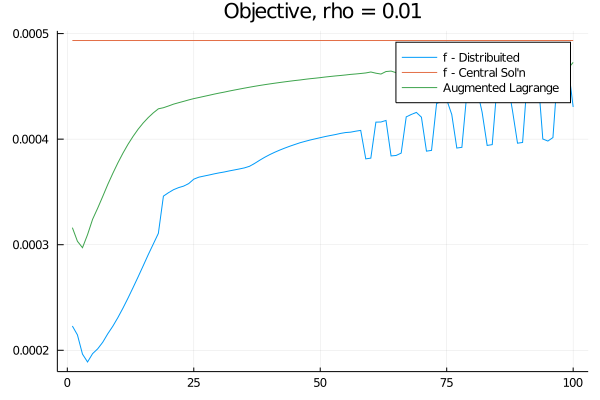 Objective, rho = 0.01
0.0005
f - Distribuited
f - Central Sol'n
Augmented Lagrange
0.0004
0.0003
0.0002
0
25
50
75
100